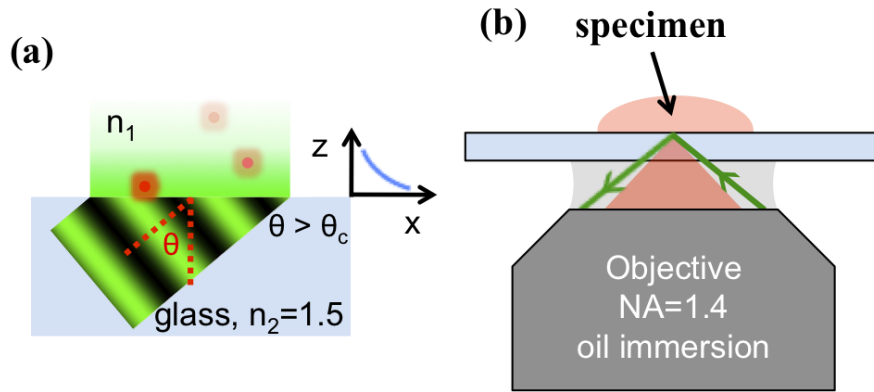 (a)
n₁
z
x
θ
θ > θc
glass, n₂=1.5
(b)
specimen
Objective
NA=1.4
oil immersion